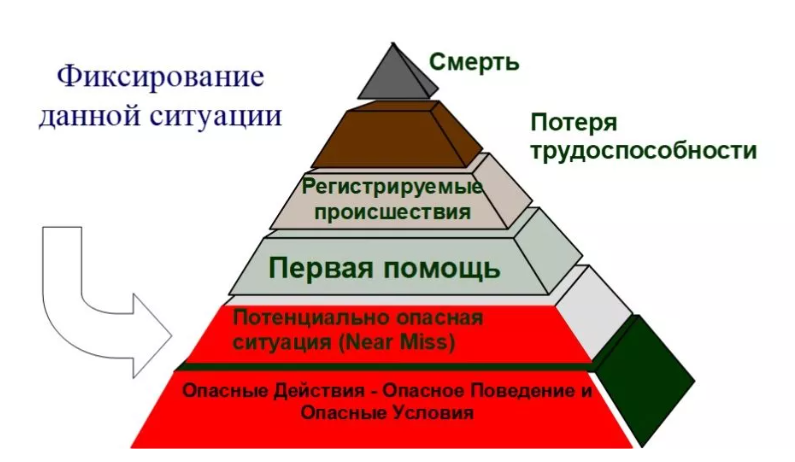 Фиксирование
данной ситуации
Смерть
Потеря
трудоспособности
Регистрируемые
происшествия
Первая помощь
Потенциально опасная
ситуация (Near Miss)
Опасные Действия - Опасное Поведение и
Опасные Условия